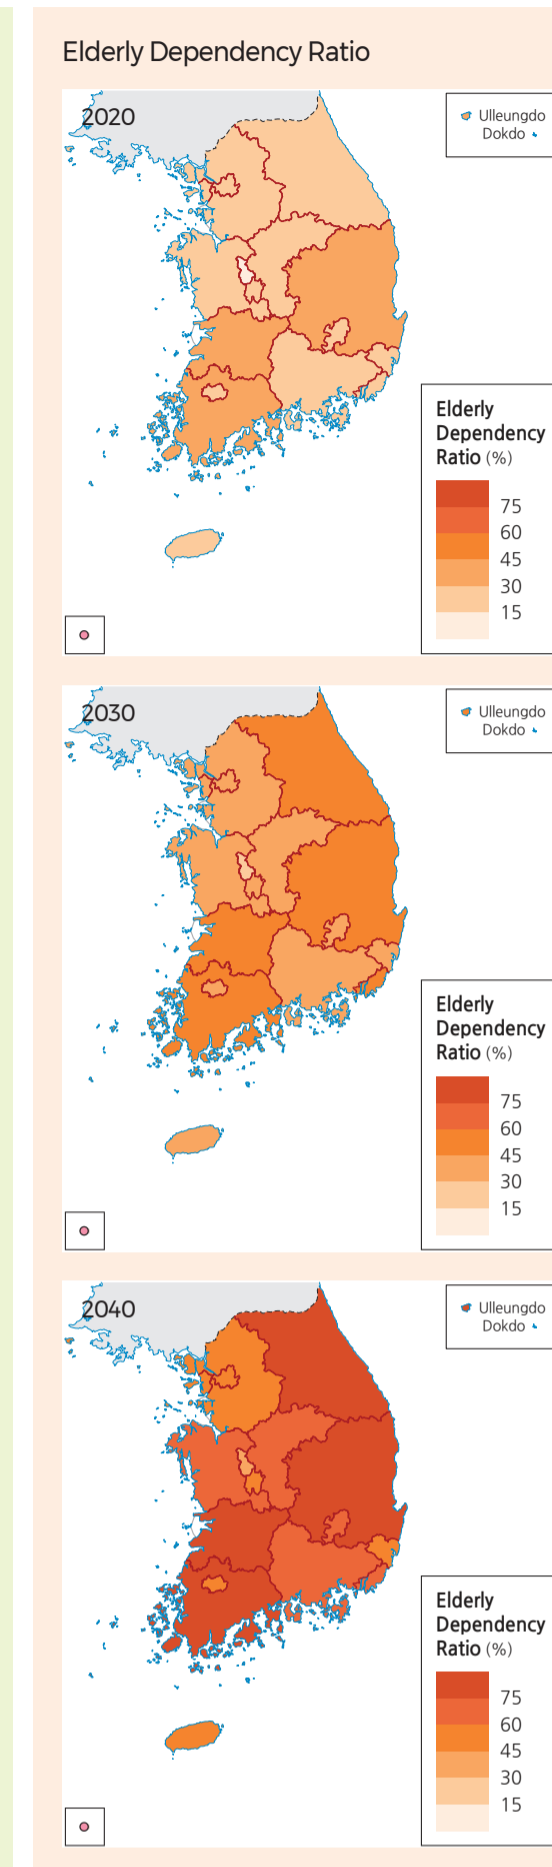 Elderly Dependency Ratio
2020
Ulleungdo
Dokdo
Elderly
Dependency
Ratio (%)
75
60
45
30
15
2030
Ulleungdo
Dokdo
Elderly
Dependency
Ratio (%)
75
60
45
30
15
2040
Ulleungdo
Dokdo
Elderly
Dependency
Ratio (%)
75
60
45
30
15